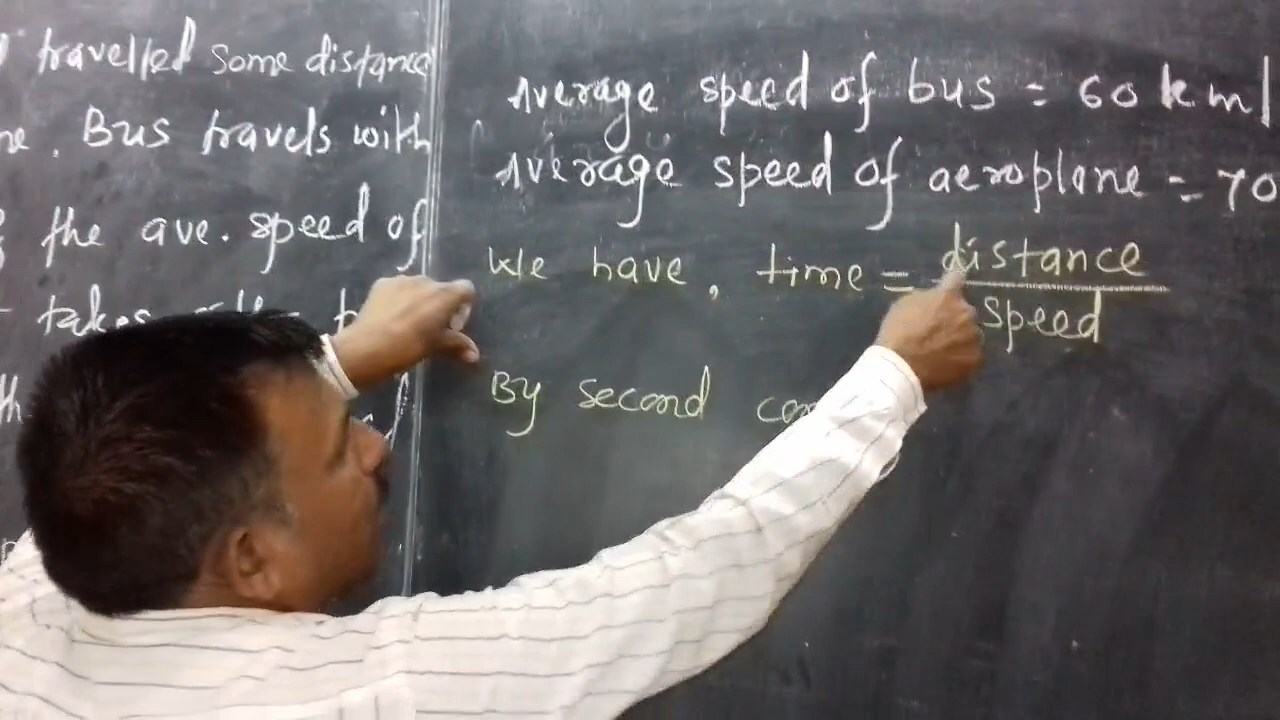 travelled some distance
Bus travels with
the ave. speed of
takes
Average speed of bus = 60 km/
Average speed of aeroplane = 70
We have, time = distance
speed
By second